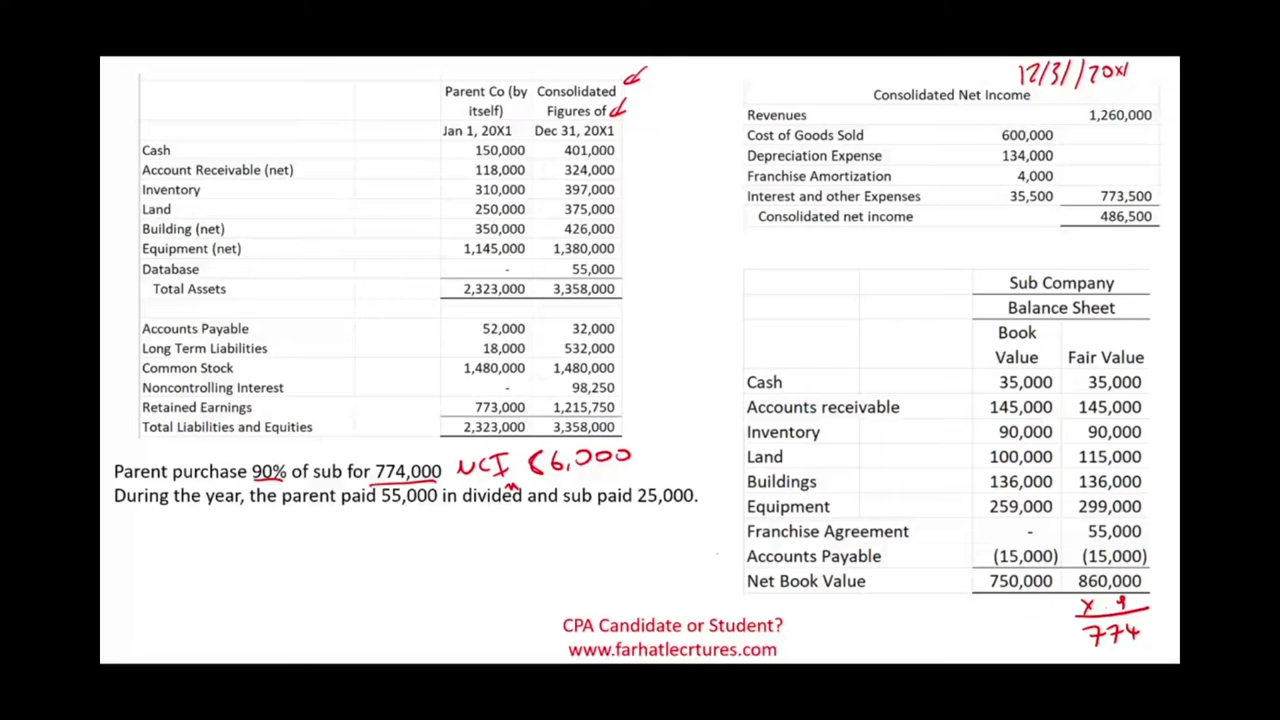 Parent Co (by Consolidated
itself) Figures of
Jan 1, 20X1 Dec 31, 20X1
Cash 150,000 401,000
Account Receivable (net) 118,000 324,000
Inventory 310,000 397,000
Land 250,000 375,000
Building (net) 350,000 426,000
Equipment (net) 1,145,000 1,380,000
Database - 55,000
Total Assets 2,323,000 3,358,000
Accounts Payable 52,000 32,000
Long Term Liabilities 18,000 532,000
Common Stock 1,480,000 1,480,000
Noncontrolling Interest - 98,250
Retained Earnings 773,000 1,215,750
Total Liabilities and Equities 2,323,000 3,358,000
Parent purchase 90% of sub for 774,000 NCI 86,000
During the year, the parent paid 55,000 in dividend and sub paid 25,000.
12/31/20X1
Consolidated Net Income
Revenues 1,260,000
Cost of Goods Sold 600,000
Depreciation Expense 134,000
Franchise Amortization 4,000
Interest and other Expenses 35,500 773,500
Consolidated net income 486,500
Sub Company
Balance Sheet
Book
Value Fair Value
Cash 35,000 35,000
Accounts receivable 145,000 145,000
Inventory 90,000 90,000
Land 100,000 115,000
Buildings 136,000 136,000
Equipment 259,000 299,000
Franchise Agreement - 55,000
Accounts Payable (15,000) (15,000)
Net Book Value 750,000 860,000
x .9
774
CPA Candidate or Student?
www.farhatlecrtures.com